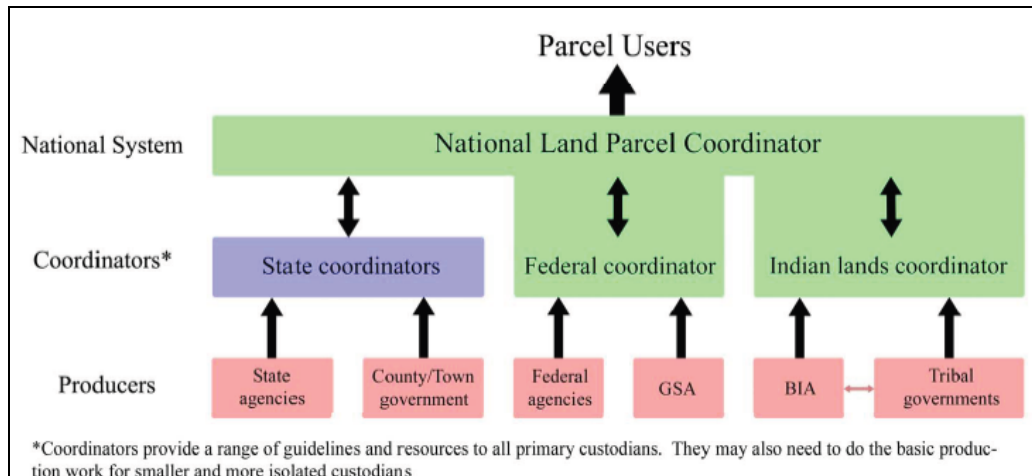 Parcel Users
National System
National Land Parcel Coordinator
Coordinators*
State coordinators
Federal coordinator
Indian lands coordinator
Producers
State
agencies
County/Town
government
Federal
agencies
GSA
BIA
Tribal
governments
*Coordinators provide a range of guidelines and resources to all primary custodians. They may also need to do the basic produc-
tion work for smaller and more isolated custodians